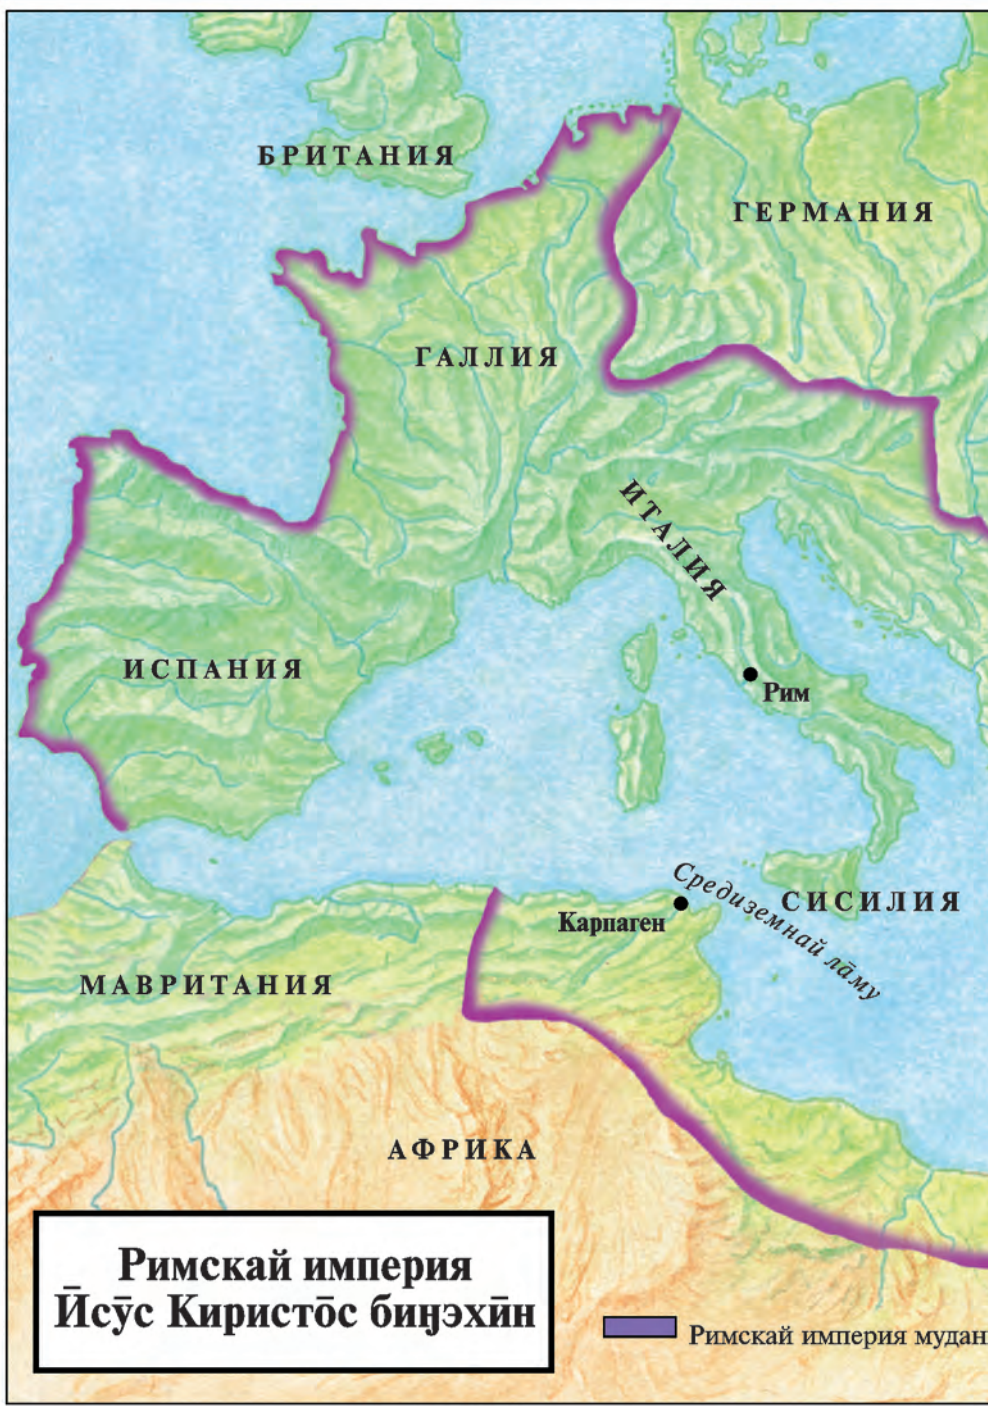 БРИТАНИЯ
ГЕРМАНИЯ
ГАЛЛИЯ
ИТАЛИЯ
ИСПАНИЯ
Рим
Средиземнай ла̄му
СИСИЛИЯ
Карпаген
МАВРИТАНИЯ
АФРИКА
Римскай империя
Ӣсӯс Киристо̄с биӈэхӣн
Римскай империя мудан